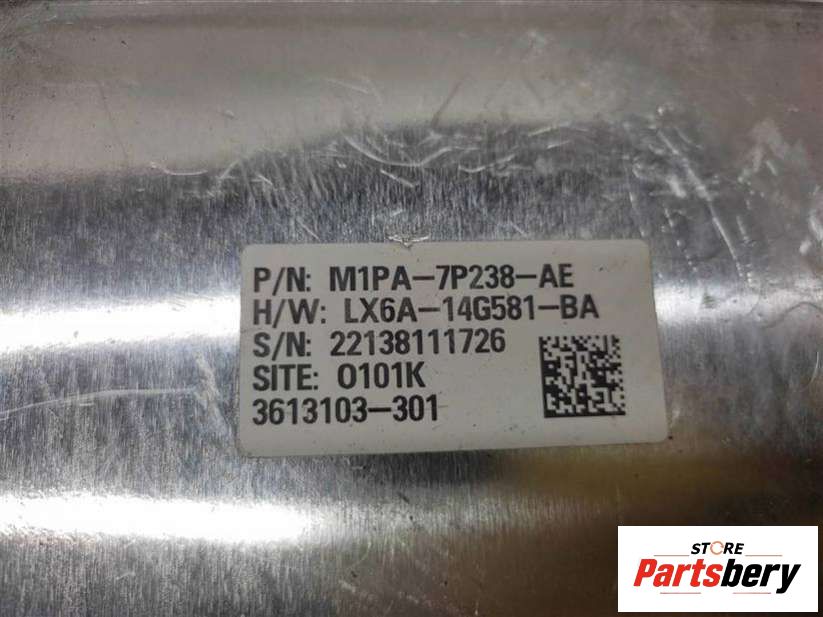 P/N: M1PA-7P238-AE
H/W: LX6A-14G581-BA
S/N: 22138111726
SITE: 0101K
3613103-301
STORE
Partsbery